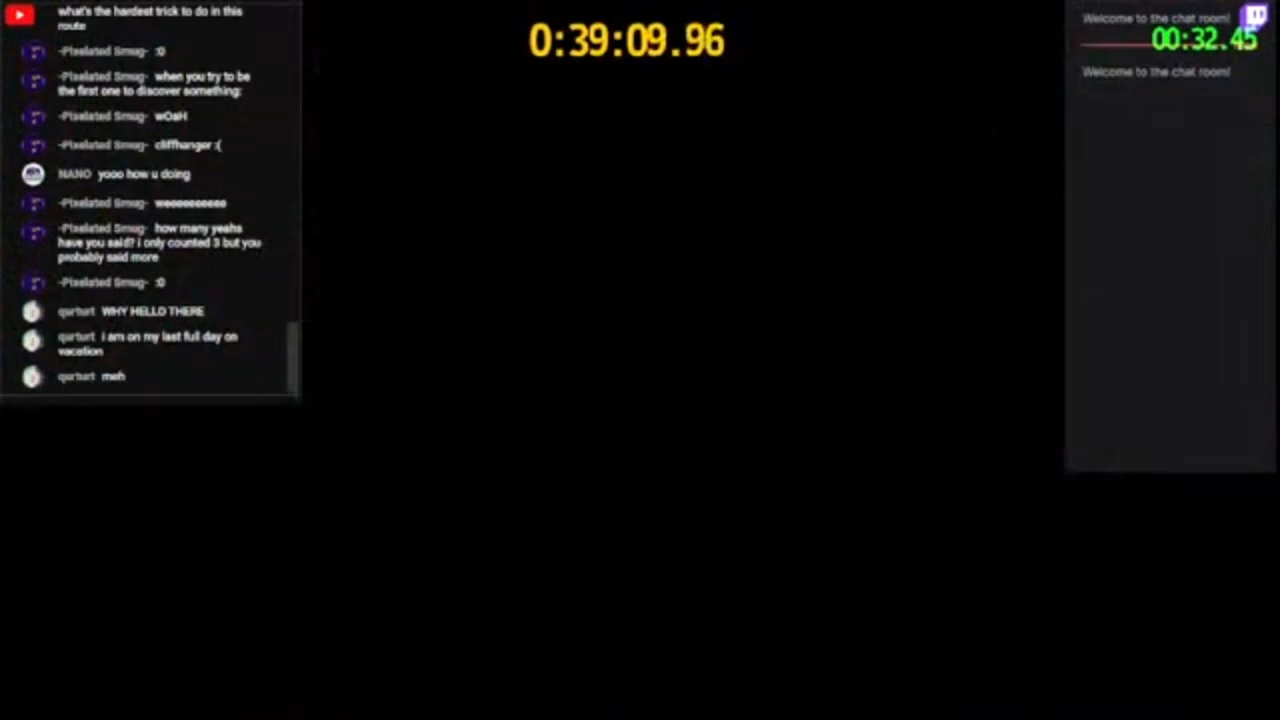 what's the hardest trick to do in this
route
-Pixelated Smug- :0
-Pixelated Smug- when you try to be
the first one to discover something:
-Pixelated Smug- wOaH
-Pixelated Smug- cliffhanger :(
NANO yooo how u doing
-Pixelated Smug- weeeeeeeeee
-Pixelated Smug- how many yeahs
have you said? i only counted 3 but you
probably said more
-Pixelated Smug- :0
qurturt WHY HELLO THERE
qurturt i am on my last full day on
vacation
qurturt meh
0:39:09.96
Welcome to the chat room!
00:32.45
Welcome to the chat room!